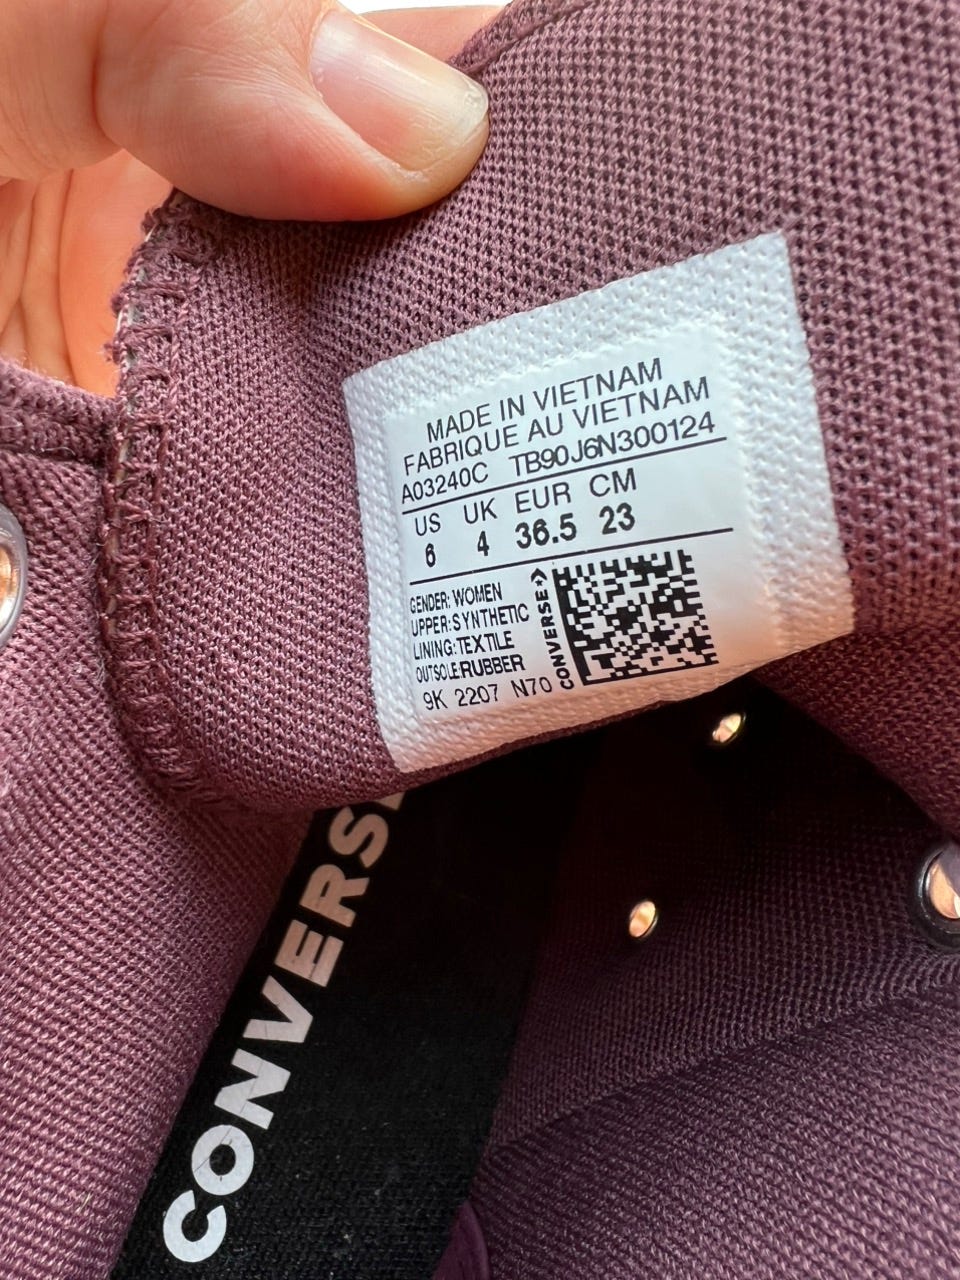 MADE IN VIETNAM
FABRIQUE AU VIETNAM
A03240C TB90J6N300124
US UK EUR CM
6 4 36.5 23
GENDER: WOMEN
UPPER: SYNTHETIC
LINING: TEXTILE
OUTSOLE: RUBBER
9K 2207 N70
CONVERSE
CONVERSE